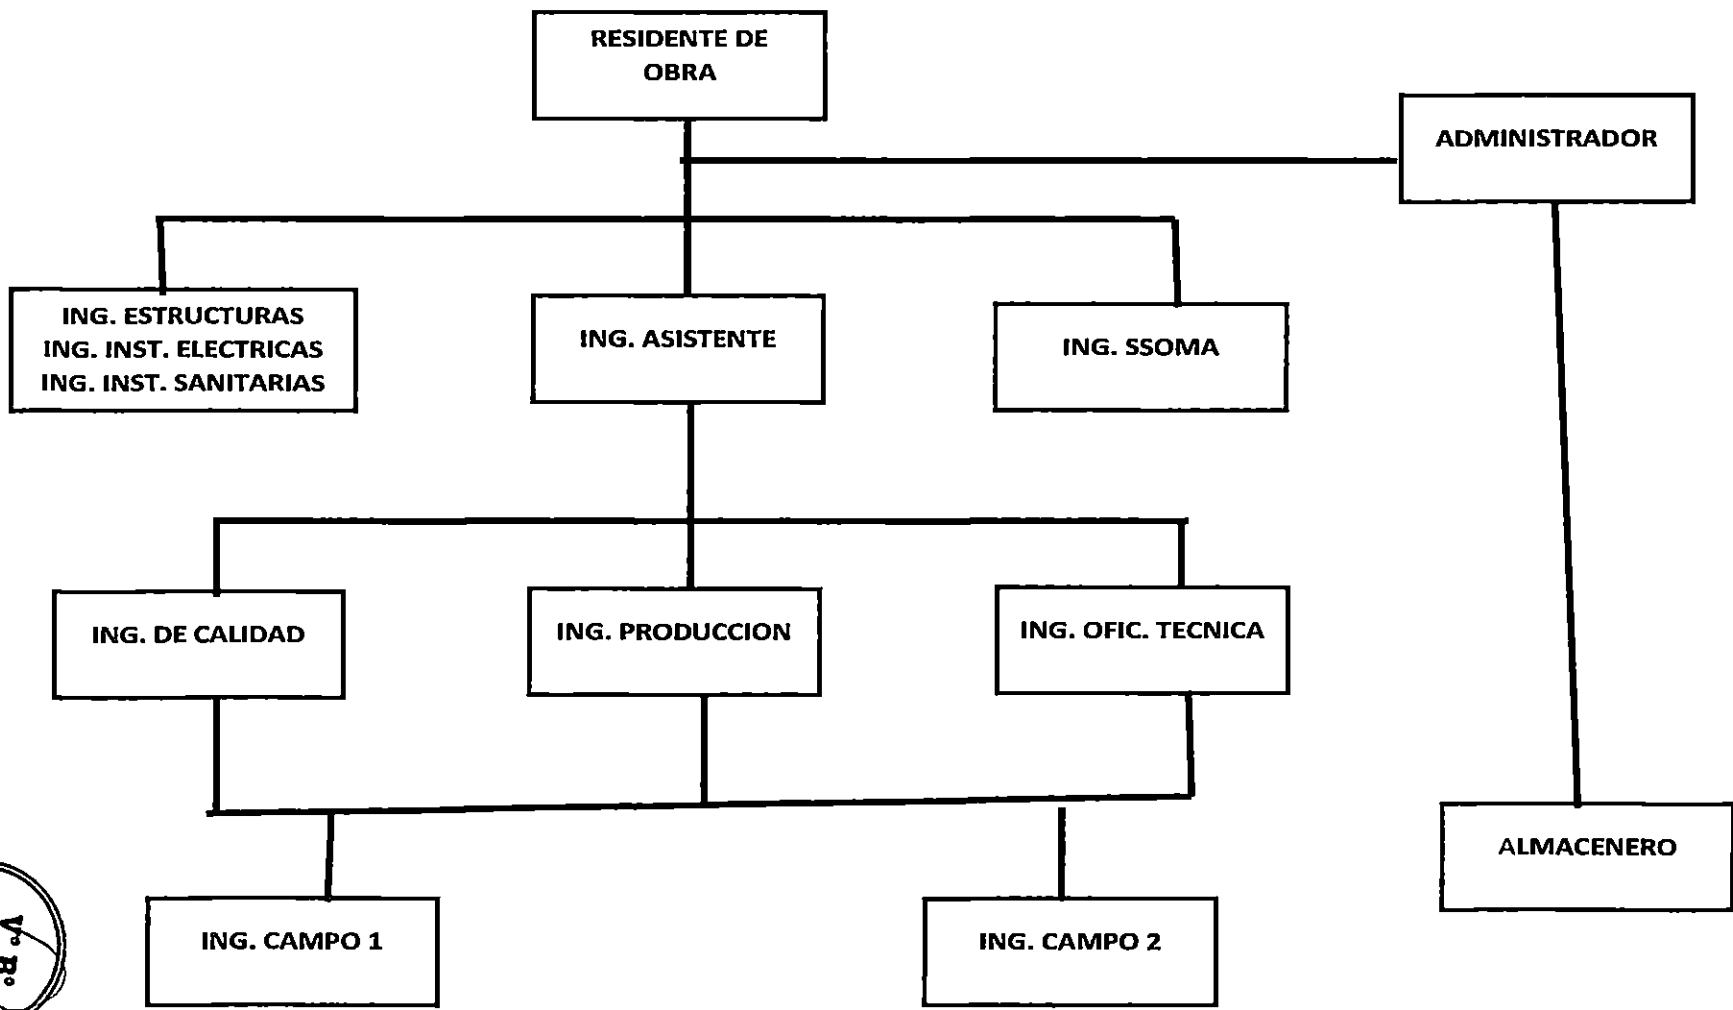 RESIDENTE DE
OBRA
ADMINISTRADOR
ING. ESTRUCTURAS
ING. INST. ELECTRICAS
ING. INST. SANITARIAS
ING. ASISTENTE
ING. SSOMA
ING. DE CALIDAD
ING. PRODUCCION
ING. OFIC. TECNICA
ALMACENERO
ING. CAMPO 1
ING. CAMPO 2
V° B°